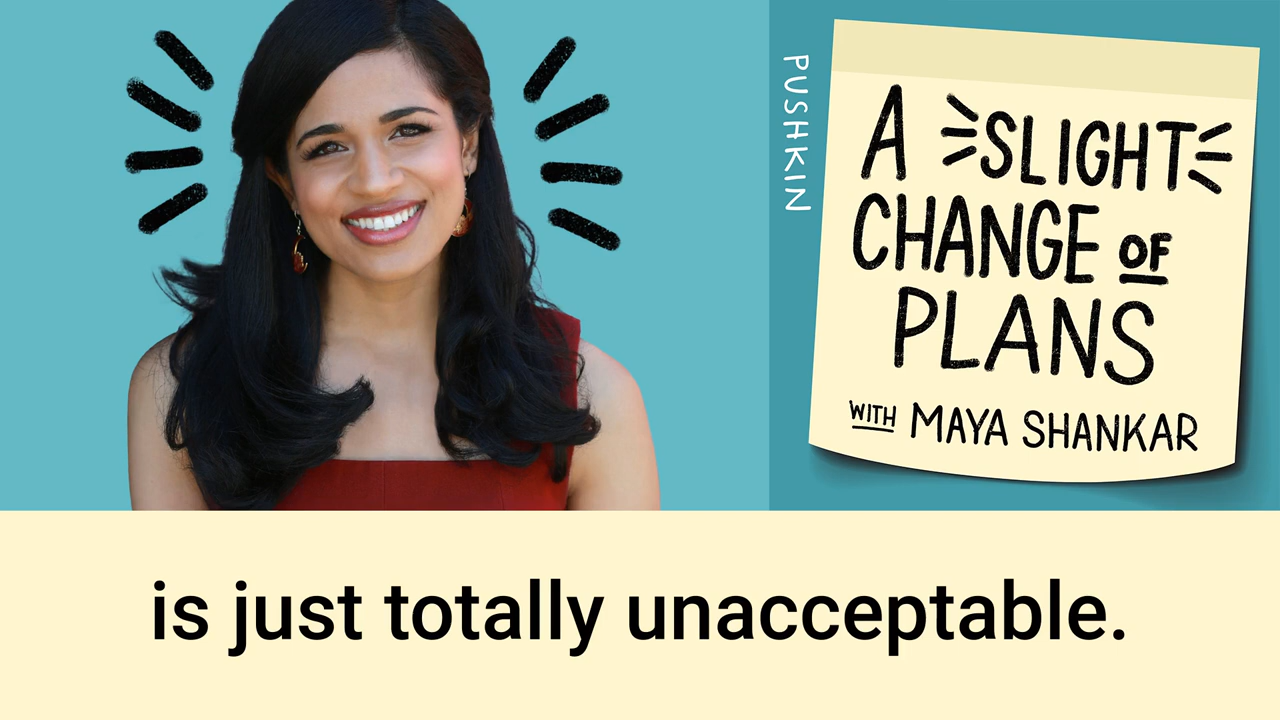 PUSHKIN
A SLIGHT
CHANGE OF
PLANS
WITH MAYA SHANKAR
is just totally unacceptable.